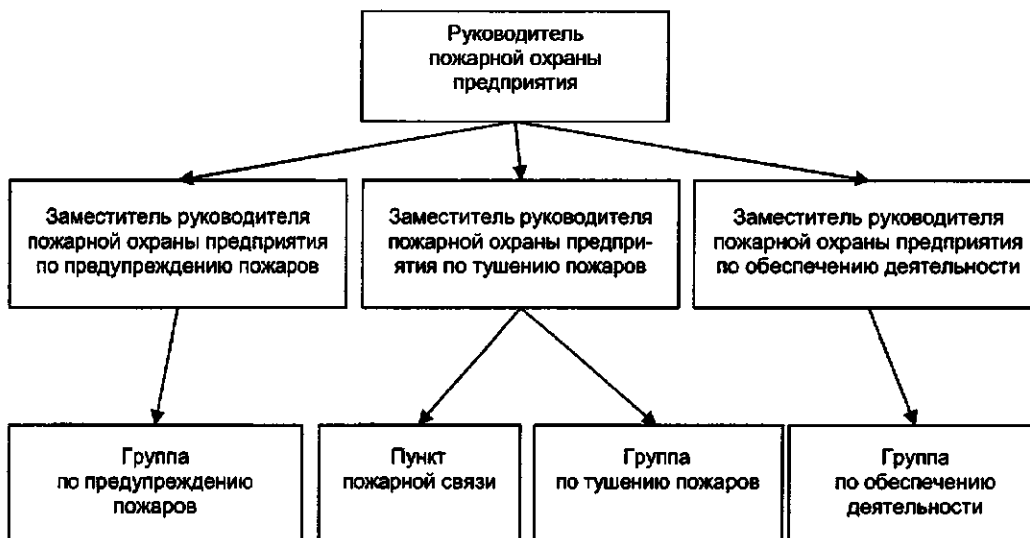 Руководитель
пожарной охраны
предприятия
Заместитель руководителя
пожарной охраны предприятия
по предупреждению пожаров
Заместитель руководителя
пожарной охраны предпри-
ятия по тушению пожаров
Заместитель руководителя
пожарной охраны предприятия
по обеспечению деятельности
Группа
по предупреждению
пожаров
Пункт
пожарной связи
Группа
по тушению пожаров
Группа
по обеспечению
деятельности